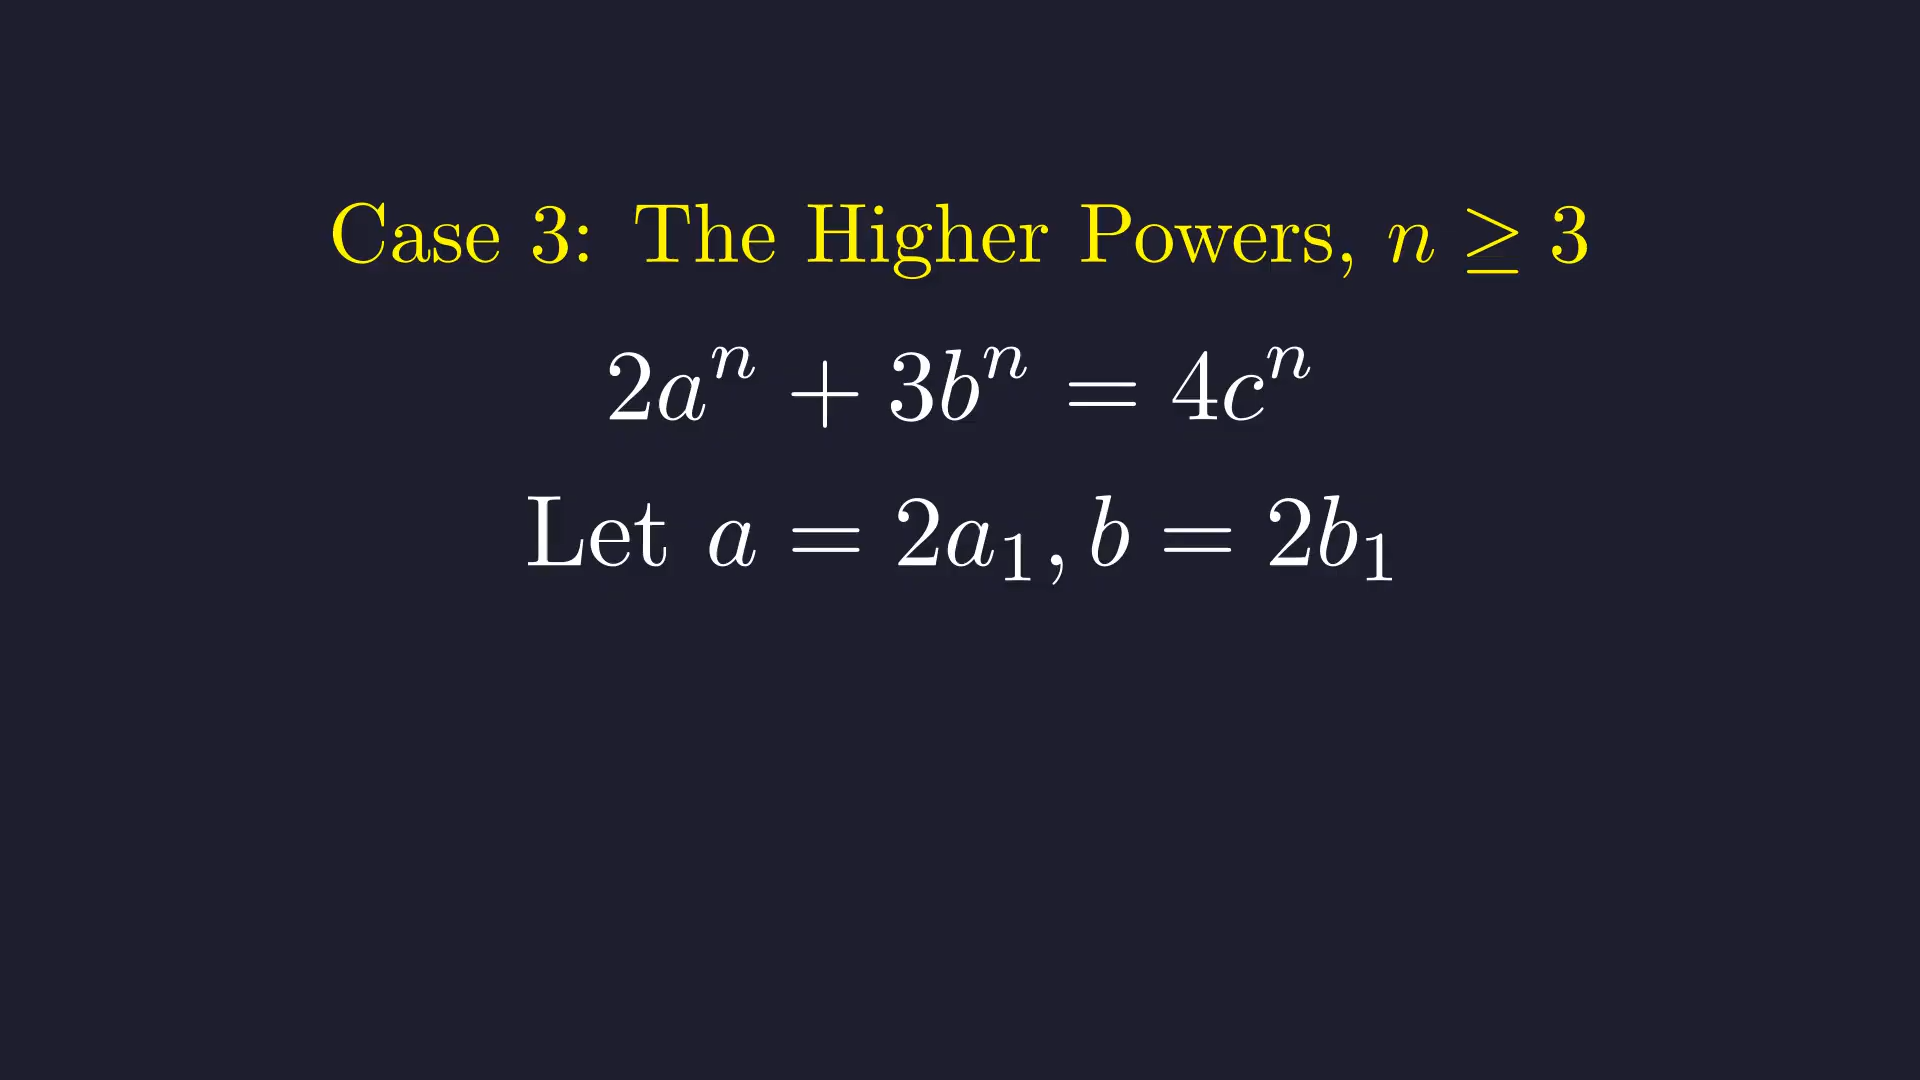 Case 3: The Higher Powers, n ≥ 3
2aⁿ + 3bⁿ = 4cⁿ
Let a = 2a₁, b = 2b₁